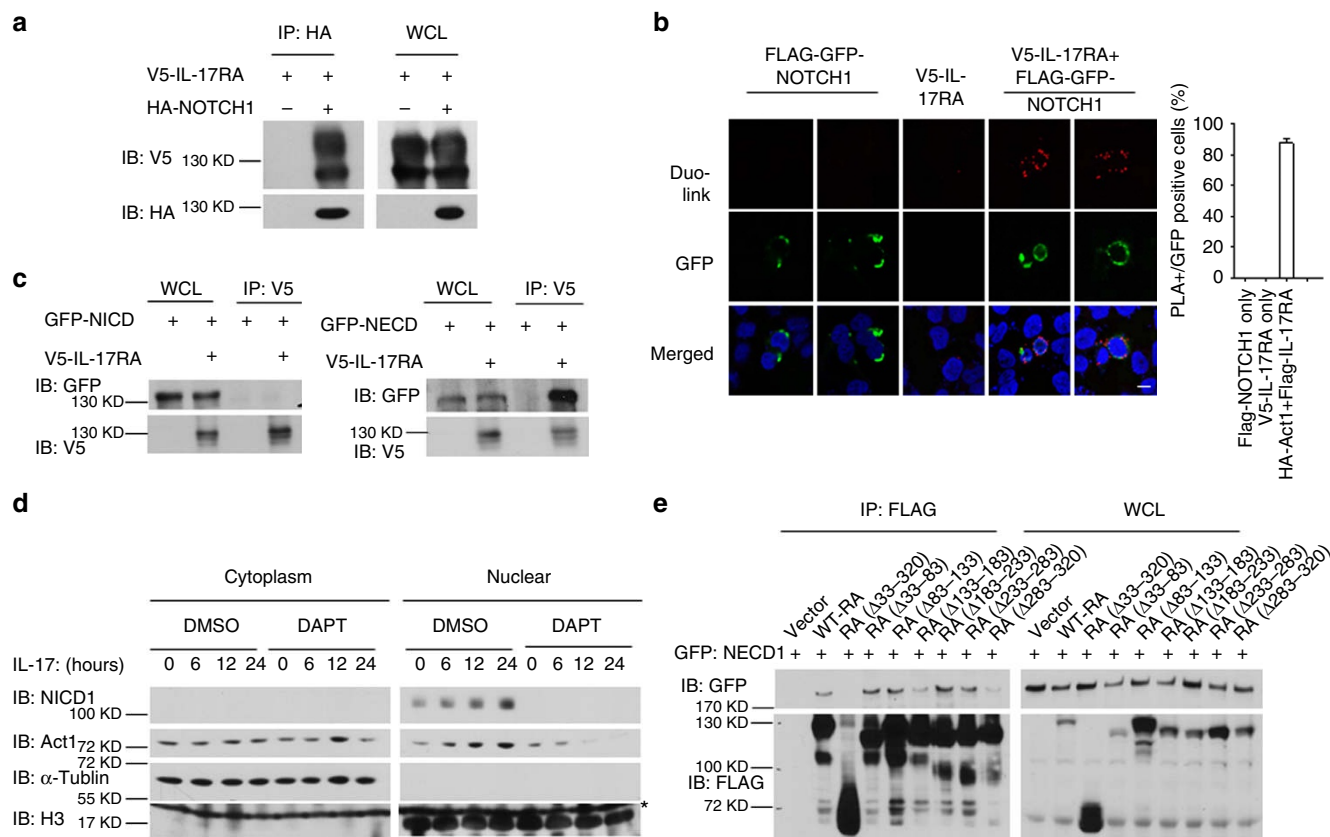 a
IP: HA WCL
V5-IL-17RA + + + +
HA-NOTCH1 – + – +
IB: V5 130 KD
IB: HA 130 KD
b
FLAG-GFP-
NOTCH1
V5-IL-
17RA
V5-IL-17RA+
FLAG-GFP-
NOTCH1
Duo-
link
GFP
Merged
PLA+/GFP positive cells (%)
100
80
60
40
20
0
Flag-NOTCH1 only
V5-IL-17RA only
HA-Act1+Flag-IL-17RA
c
WCL IP: V5
GFP-NICD + + + +
V5-IL-17RA + +
IB: GFP
130 KD
130 KD
IB: V5
WCL IP: V5
GFP-NECD + + + +
V5-IL-17RA + +
IB: GFP
130 KD
IB: V5
d
Cytoplasm Nuclear
DMSO DAPT DMSO DAPT
IL-17: (hours) 0 6 12 24 0 6 12 24 0 6 12 24 0 6 12 24
IB: NICD1
100 KD
IB: Act1 72 KD
72 KD
IB: α-Tublin
55 KD
*
IB: H3 17 KD
e
IP: FLAG WCL
Vector
WT-RA
RA (Δ33–320)
RA (Δ33–83)
RA (Δ83–133)
RA (Δ133–183)
RA (Δ183–233)
RA (Δ233–283)
RA (Δ283–320)
Vector
WT-RA
RA (Δ33–320)
RA (Δ33–83)
RA (Δ83–133)
RA (Δ133–183)
RA (Δ183–233)
RA (Δ233–283)
RA (Δ283–320)
GFP: NECD1 + + + + + + + + + + + + + + + + + +
IB: GFP
170 KD
130 KD
100 KD
IB: FLAG
72 KD